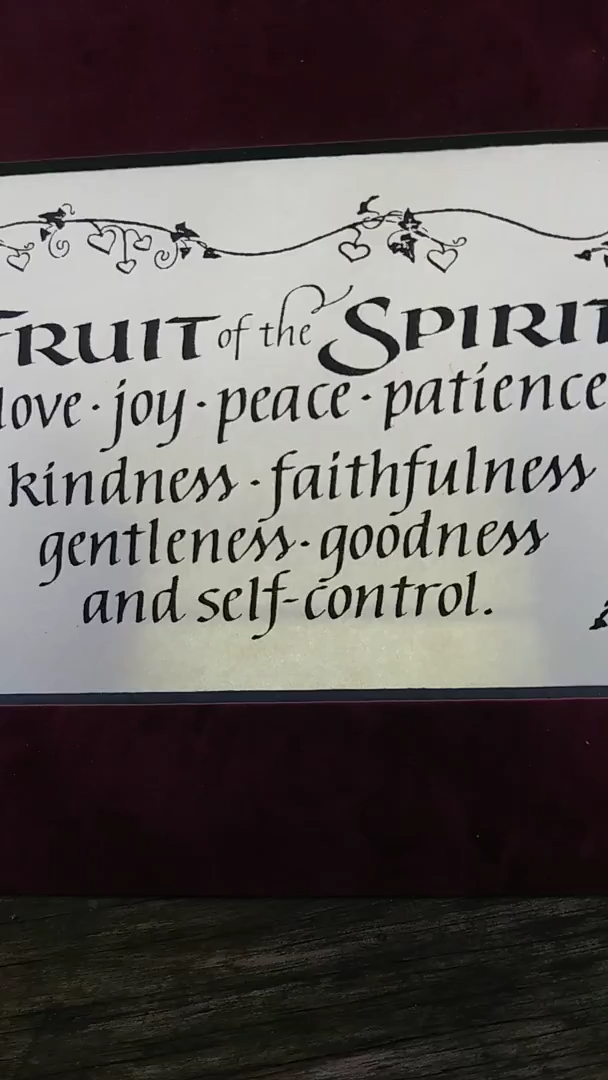 FRUIT of the SPIRIT
love · joy · peace · patience
kindness · faithfulness
gentleness · goodness
and self-control.